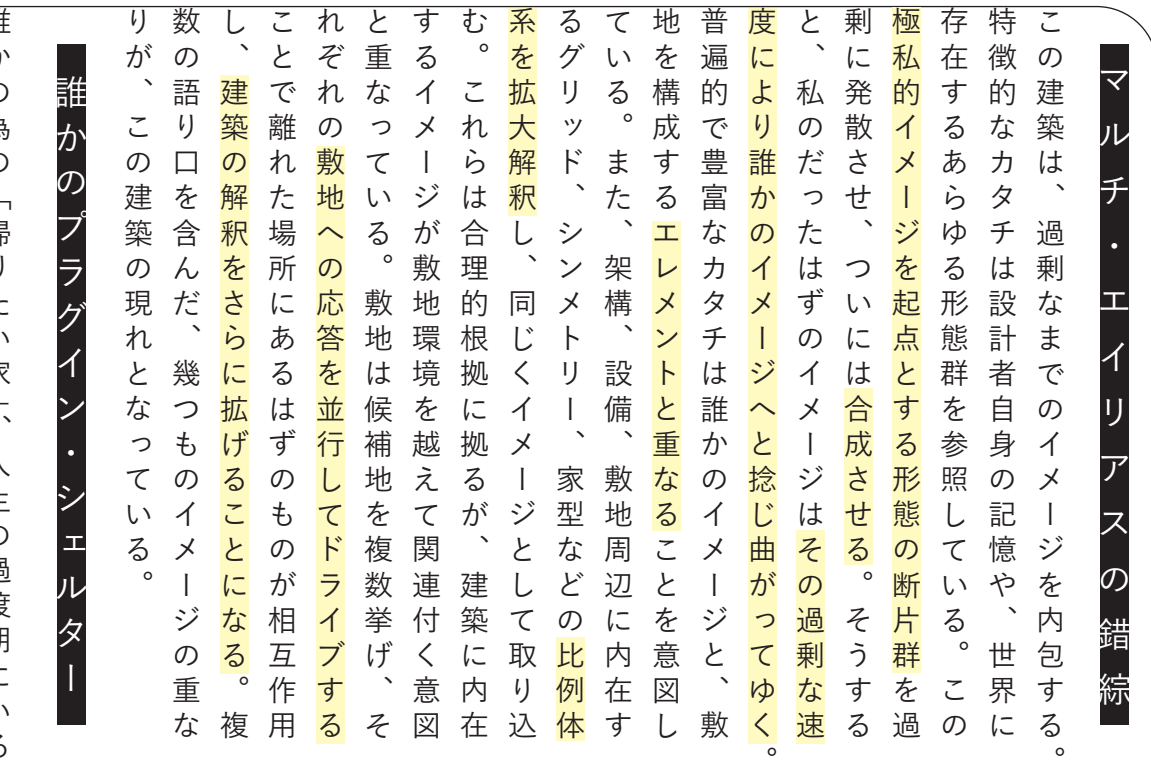 マルチ・エイリアスの錯綜
この建築は、過剰なまでのイメージを内包する。
特徴的なカタチは設計者自身の記憶や、世界に
存在するあらゆる形態群を参照している。この
極私的イメージを起点とする形態の断片群を過
剰に発散させ、ついには合成させる。そうする
と、私のだったはずのイメージはその過剰な速
度により誰かのイメージへと捻じ曲がってゆく。
普遍的で豊富なカタチは誰かのイメージと、敷
地を構成するエレメントと重なることを意図し
ている。また、架構、設備、敷地周辺に内在す
るグリッド、シンメトリー、家型などの比例体
系を拡大解釈し、同じくイメージとして取り込
む。これらは合理的根拠に拠るが、建築に内在
するイメージが敷地環境を越えて関連付く意図
と重なっている。敷地は候補地を複数挙げ、そ
れぞれの敷地への応答を並行してドライブする
ことで離れた場所にあるはずのものが相互作用
し、建築の解釈をさらに拡げることになる。複
数の語り口を含んだ、幾つものイメージの重な
りが、この建築の現れとなっている。
誰かのプラグイン・シェルター
誰かの為の「帰りたい家」、人生の過渡期にいる